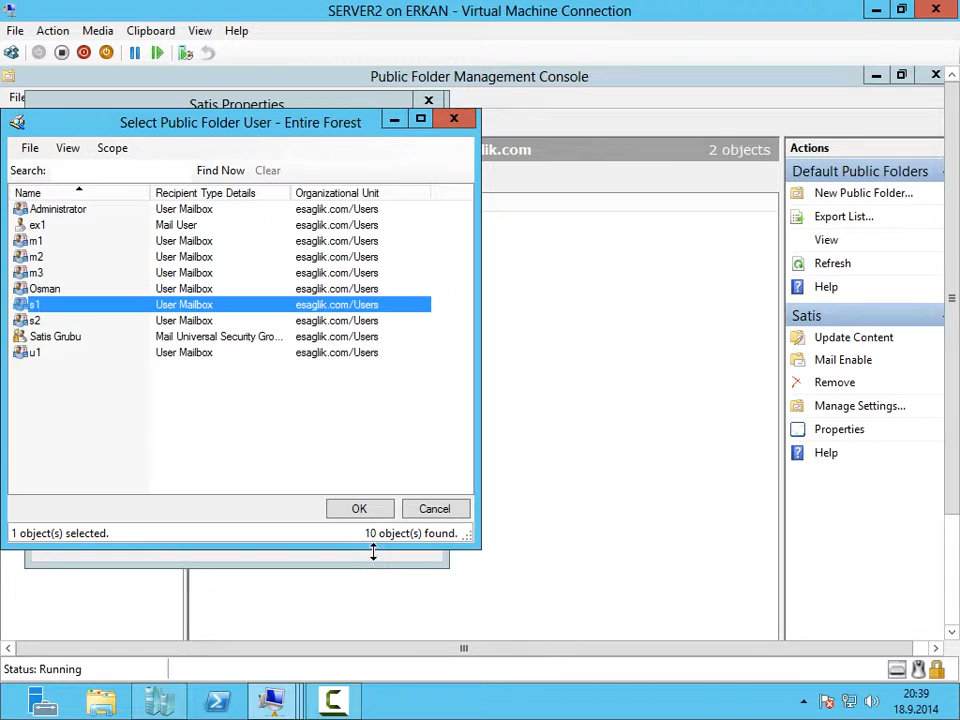 SERVER2 on ERKAN - Virtual Machine Connection
File Action Media Clipboard View Help
Public Folder Management Console
File
Satis Properties
Select Public Folder User - Entire Forest
File View Scope
Search: Find Now Clear
Name Recipient Type Details Organizational Unit
Administrator User Mailbox esaglik.com/Users
ex1 Mail User esaglik.com/Users
m1 User Mailbox esaglik.com/Users
m2 User Mailbox esaglik.com/Users
m3 User Mailbox esaglik.com/Users
Osman User Mailbox esaglik.com/Users
s1 User Mailbox esaglik.com/Users
s2 User Mailbox esaglik.com/Users
Satis Grubu Mail Universal Security Gro... esaglik.com/Users
u1 User Mailbox esaglik.com/Users
OK Cancel
1 object(s) selected. 10 object(s) found.
lik.com 2 objects
Actions
Default Public Folders
New Public Folder...
Export List...
View
Refresh
Help
Satis
Update Content
Mail Enable
Remove
Manage Settings...
Properties
Help
Status: Running
20:39
18.9.2014